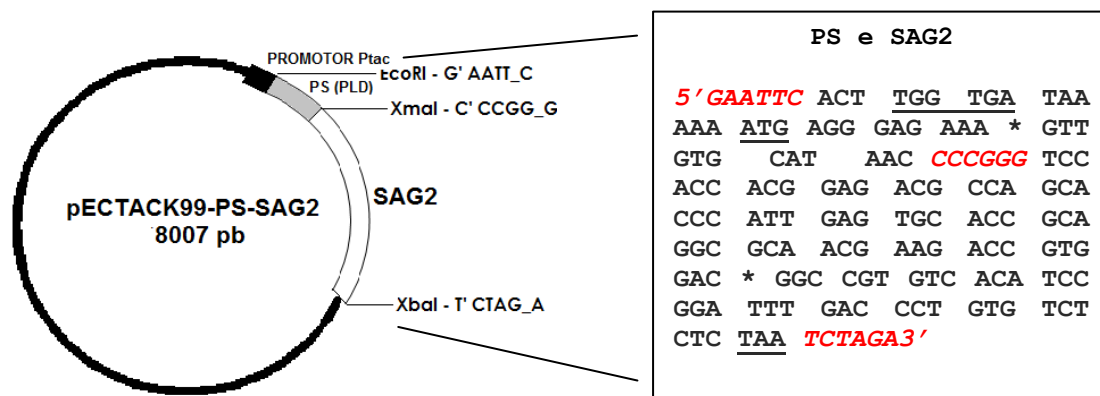 PROMOTOR Ptac
EcoRI - G' AATT_C
PS (PLD)
XmaI - C' CCGG_G
SAG2
pECTACK99-PS-SAG2
8007 pb
XbaI - T' CTAG_A
PS e SAG2
5'GAATTC ACT TGG TGA TAA
AAA ATG AGG GAG AAA * GTT
GTG CAT AAC CCCGGG TCC
ACC ACG GAG ACG CCA GCA
CCC ATT GAG TGC ACC GCA
GGC GCA ACG AAG ACC GTG
GAC * GGC CGT GTC ACA TCC
GGA TTT GAC CCT GTG TCT
CTC TAA TCTAGA3'